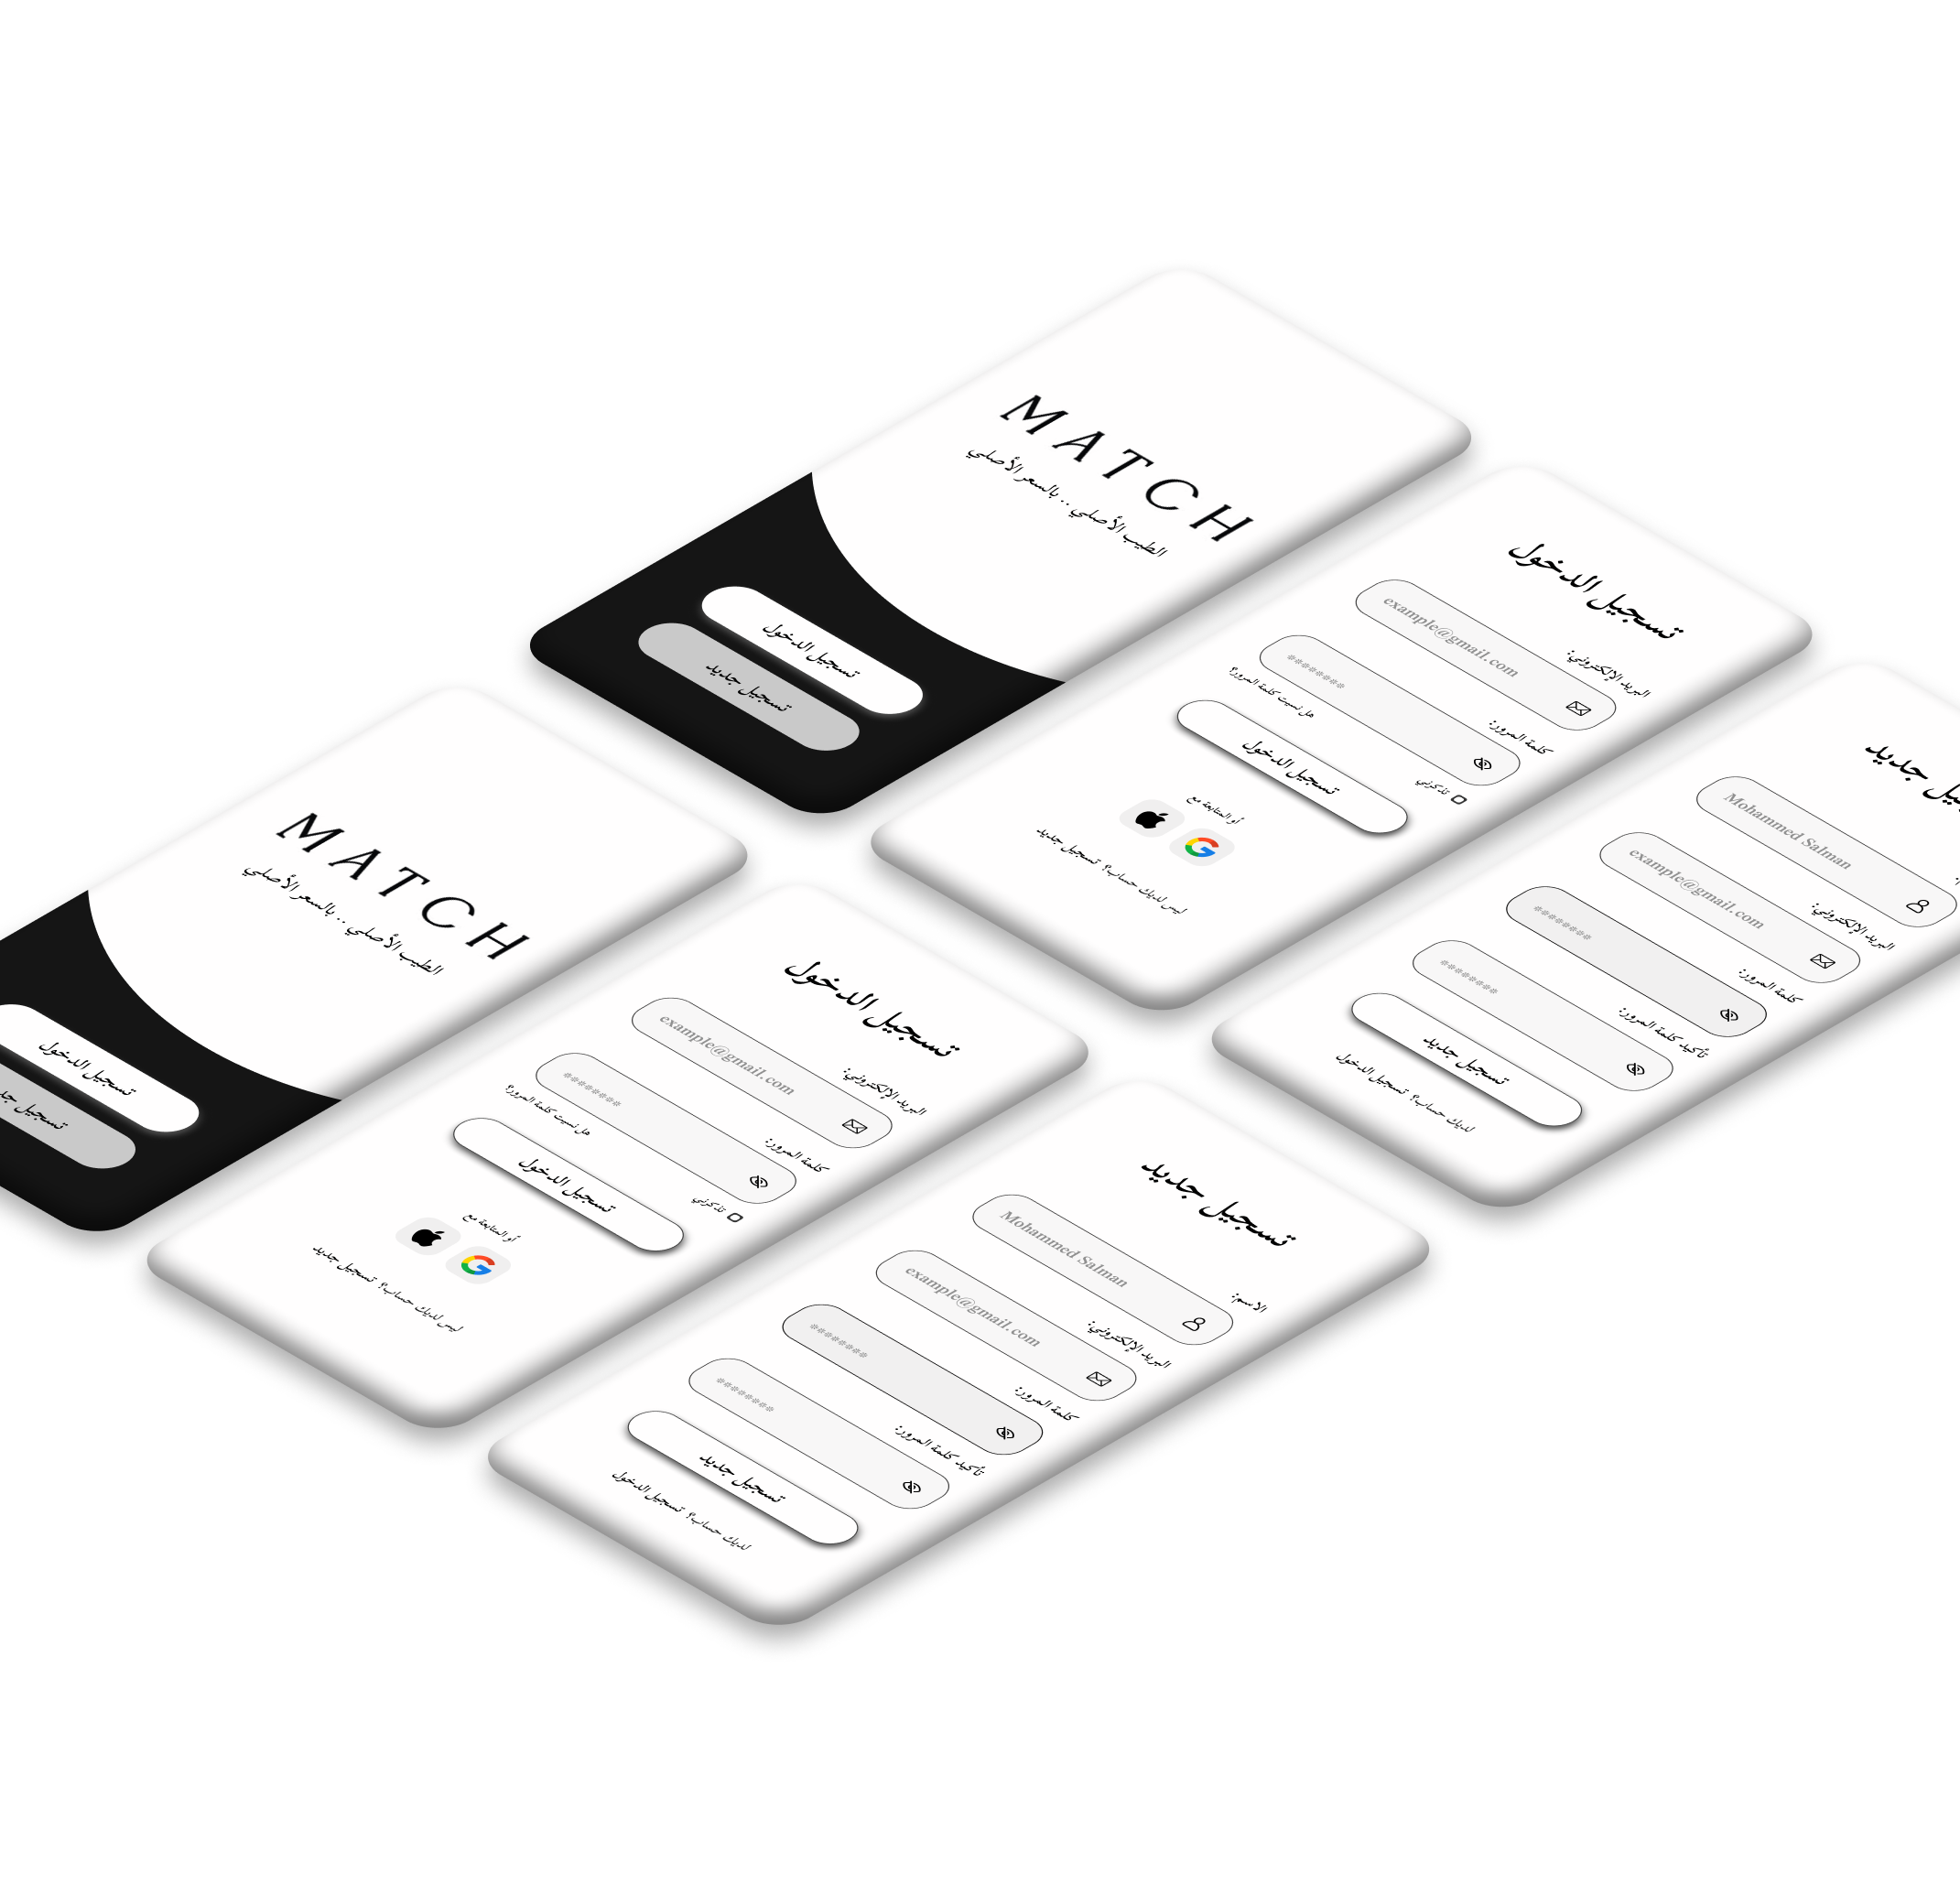 MATCH
الطيب الأصلي .. بالسعر الأصلي
تسجيل الدخول
تسجيل جديد
تسجيل الدخول
البريد الإلكتروني:
example@gmail.com
كلمة المرور:
********
تذكرني
هل نسيت كلمة المرور؟
تسجيل الدخول
أو المتابعة مع
ليس لديك حساب؟ تسجيل جديد
جديد
Mohammed Salman
البريد الإلكتروني:
example@gmail.com
كلمة المرور:
********
تأكيد كلمة المرور:
********
تسجيل جديد
لديك حساب؟ تسجيل الدخول
MATCH
الطيب الأصلي .. بالسعر الأصلي
تسجيل الدخول
تسجيل
تسجيل الدخول
البريد الإلكتروني:
example@gmail.com
كلمة المرور:
********
تذكرني
هل نسيت كلمة المرور؟
تسجيل الدخول
أو المتابعة مع
ليس لديك حساب؟ تسجيل جديد
تسجيل جديد
الاسم:
Mohammed Salman
البريد الإلكتروني:
example@gmail.com
كلمة المرور:
********
تأكيد كلمة المرور:
********
تسجيل جديد
لديك حساب؟ تسجيل الدخول